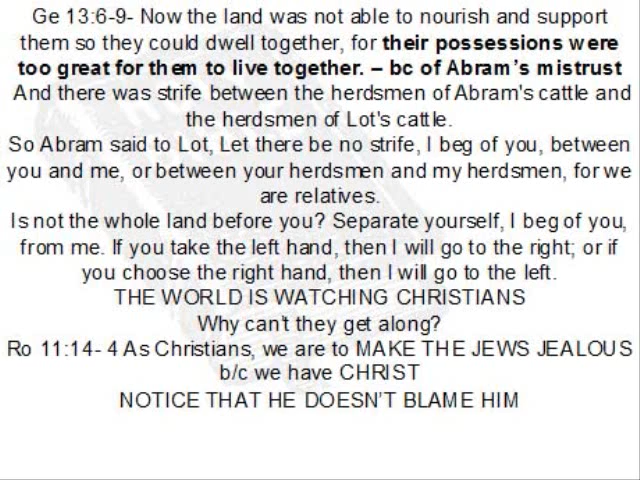 Ge 13:6-9- Now the land was not able to nourish and support
them so they could dwell together, for their possessions were
too great for them to live together. – bc of Abram's mistrust
And there was strife between the herdsmen of Abram's cattle and
the herdsmen of Lot's cattle.
So Abram said to Lot, Let there be no strife, I beg of you, between
you and me, or between your herdsmen and my herdsmen, for we
are relatives.
Is not the whole land before you? Separate yourself, I beg of you,
from me. If you take the left hand, then I will go to the right; or if
you choose the right hand, then I will go to the left.
THE WORLD IS WATCHING CHRISTIANS
Why can't they get along?
Ro 11:14- 4 As Christians, we are to MAKE THE JEWS JEALOUS
b/c we have CHRIST
NOTICE THAT HE DOESN'T BLAME HIM